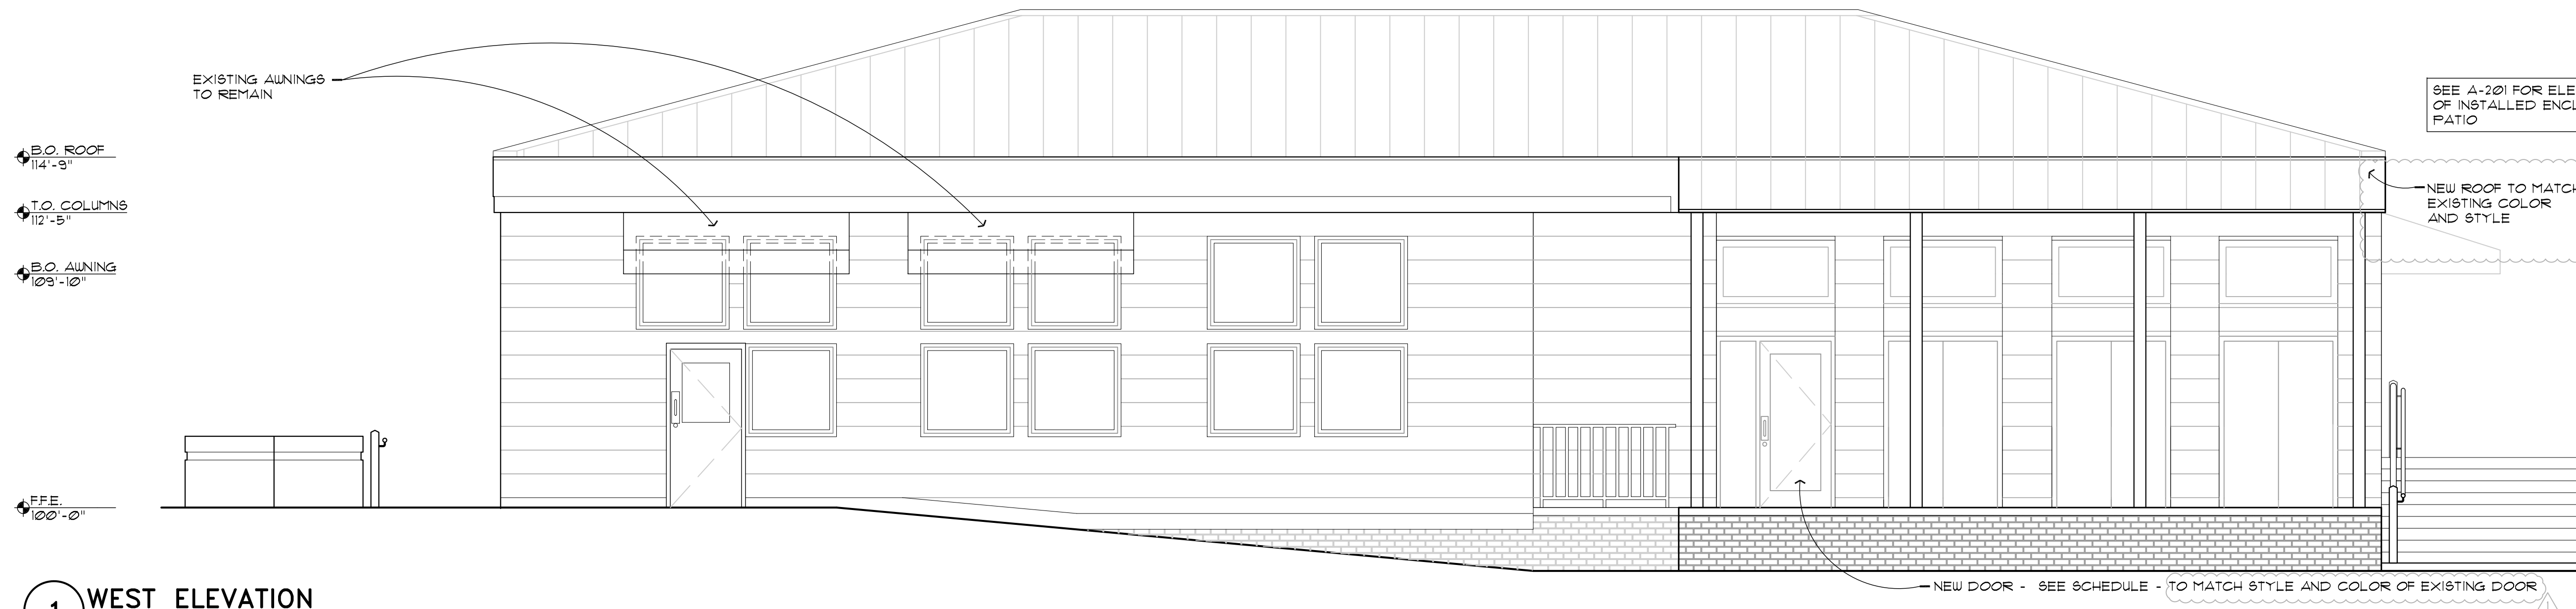 EXISTING AWNINGS
TO REMAIN
SEE A-201 FOR ELE
OF INSTALLED ENCL
PATIO
B.O. ROOF
114'-9"
NEW ROOF TO MATCH
EXISTING COLOR
AND STYLE
T.O. COLUMNS
112'-5"
B.O. AWNING
109'-10"
F.F.E.
100'-0"
NEW DOOR - SEE SCHEDULE - TO MATCH STYLE AND COLOR OF EXISTING DOOR
1 WEST ELEVATION